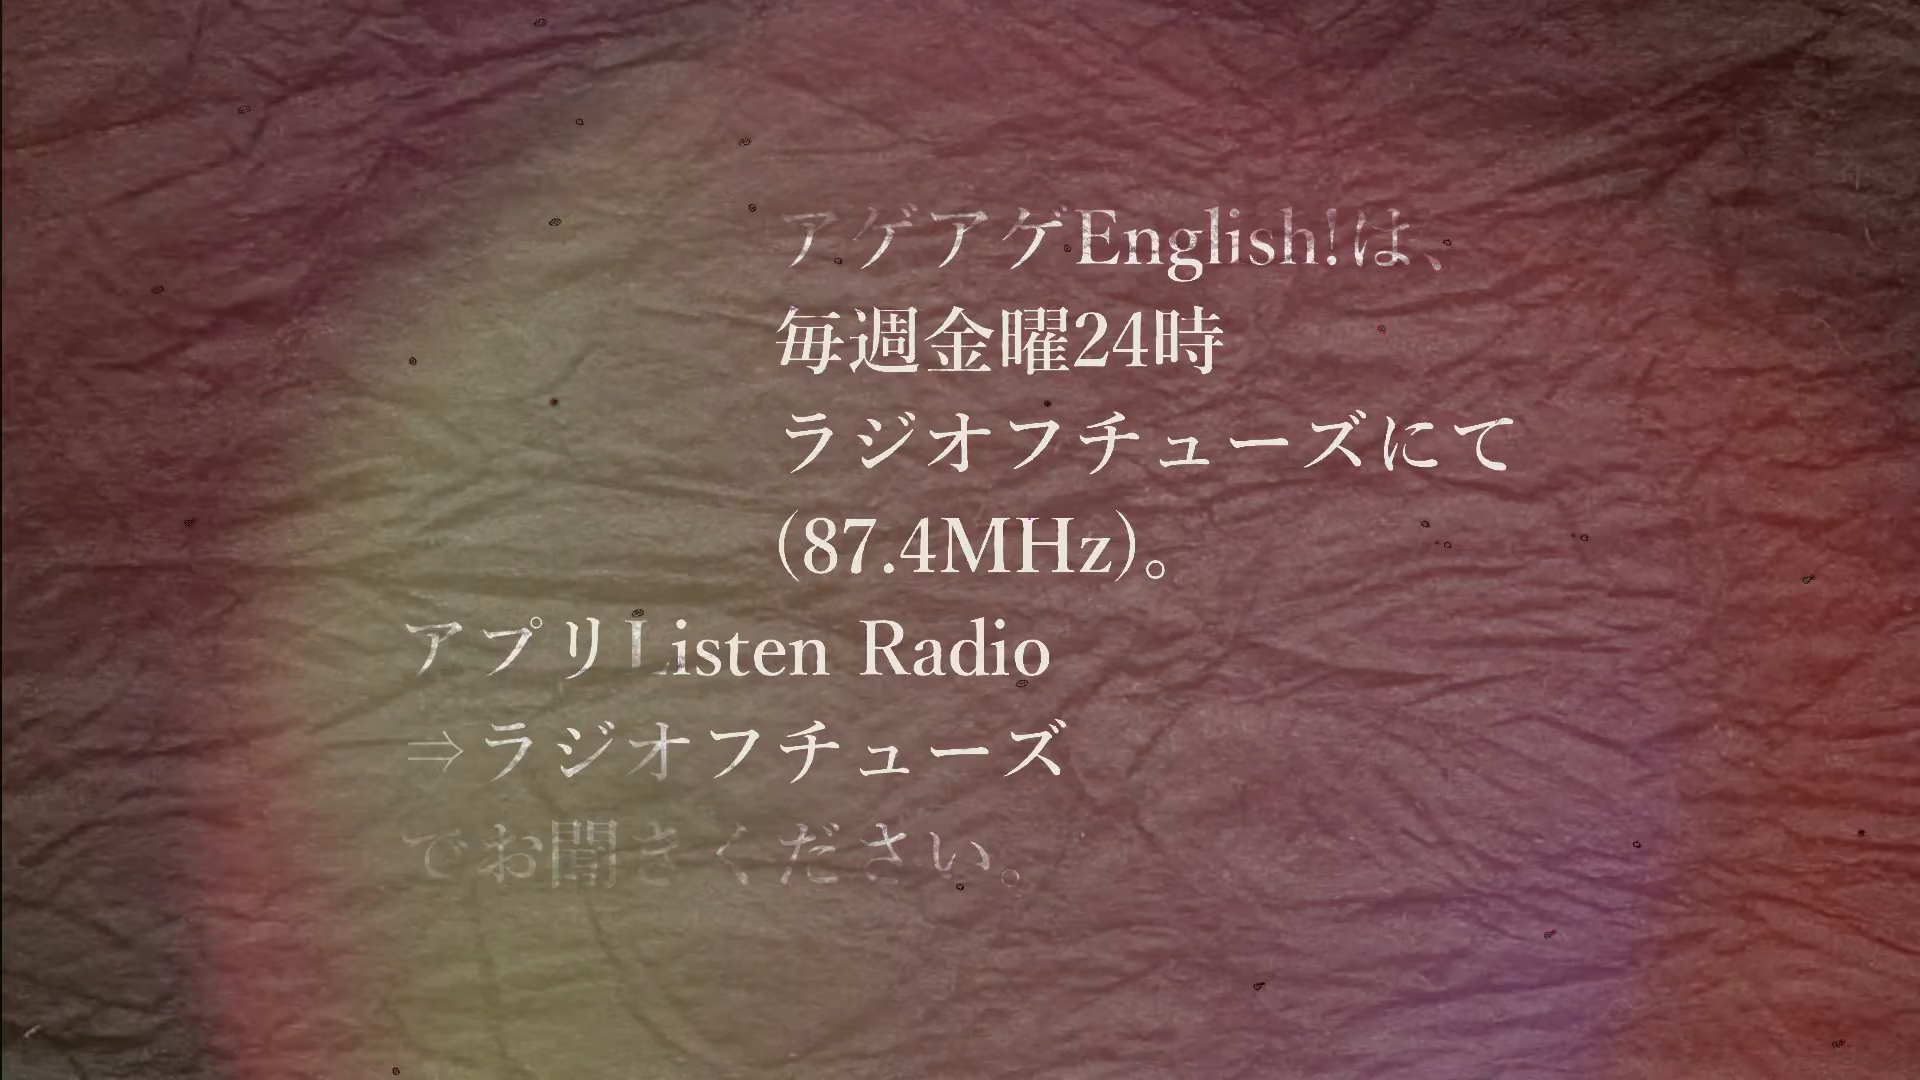 アゲアゲEnglish!は、
毎週金曜24時
ラジオフチューズにて
(87.4MHz)。
アプリListen Radio
⇒ラジオフチューズ
でお聞きください。